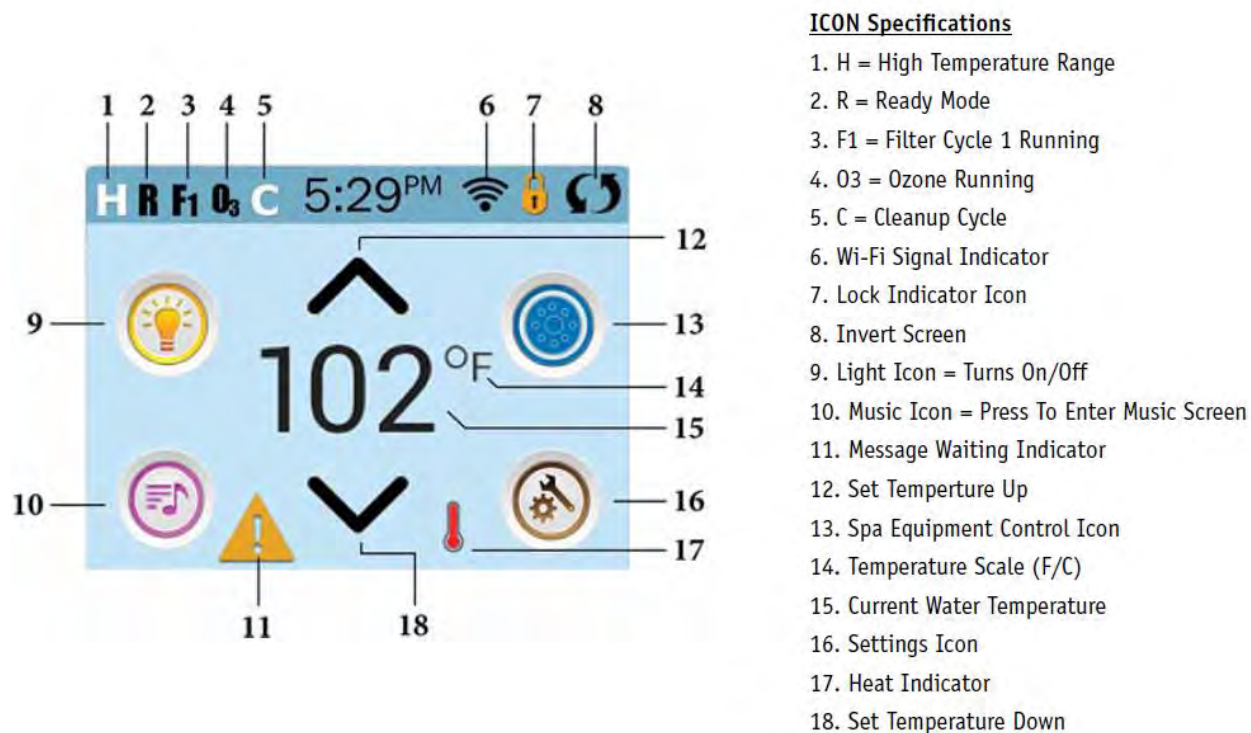 ICON Specifications
1. H = High Temperature Range
2. R = Ready Mode
3. F1 = Filter Cycle 1 Running
4. O3 = Ozone Running
5. C = Cleanup Cycle
6. Wi-Fi Signal Indicator
7. Lock Indicator Icon
8. Invert Screen
9. Light Icon = Turns On/Off
10. Music Icon = Press To Enter Music Screen
11. Message Waiting Indicator
12. Set Temperture Up
13. Spa Equipment Control Icon
14. Temperature Scale (F/C)
15. Current Water Temperature
16. Settings Icon
17. Heat Indicator
18. Set Temperature Down
1 2 3 4 5 6 7 8
H R F1 O3 C 5:29PM
12
9 13
102°F 14
15
10 16
17
11 18